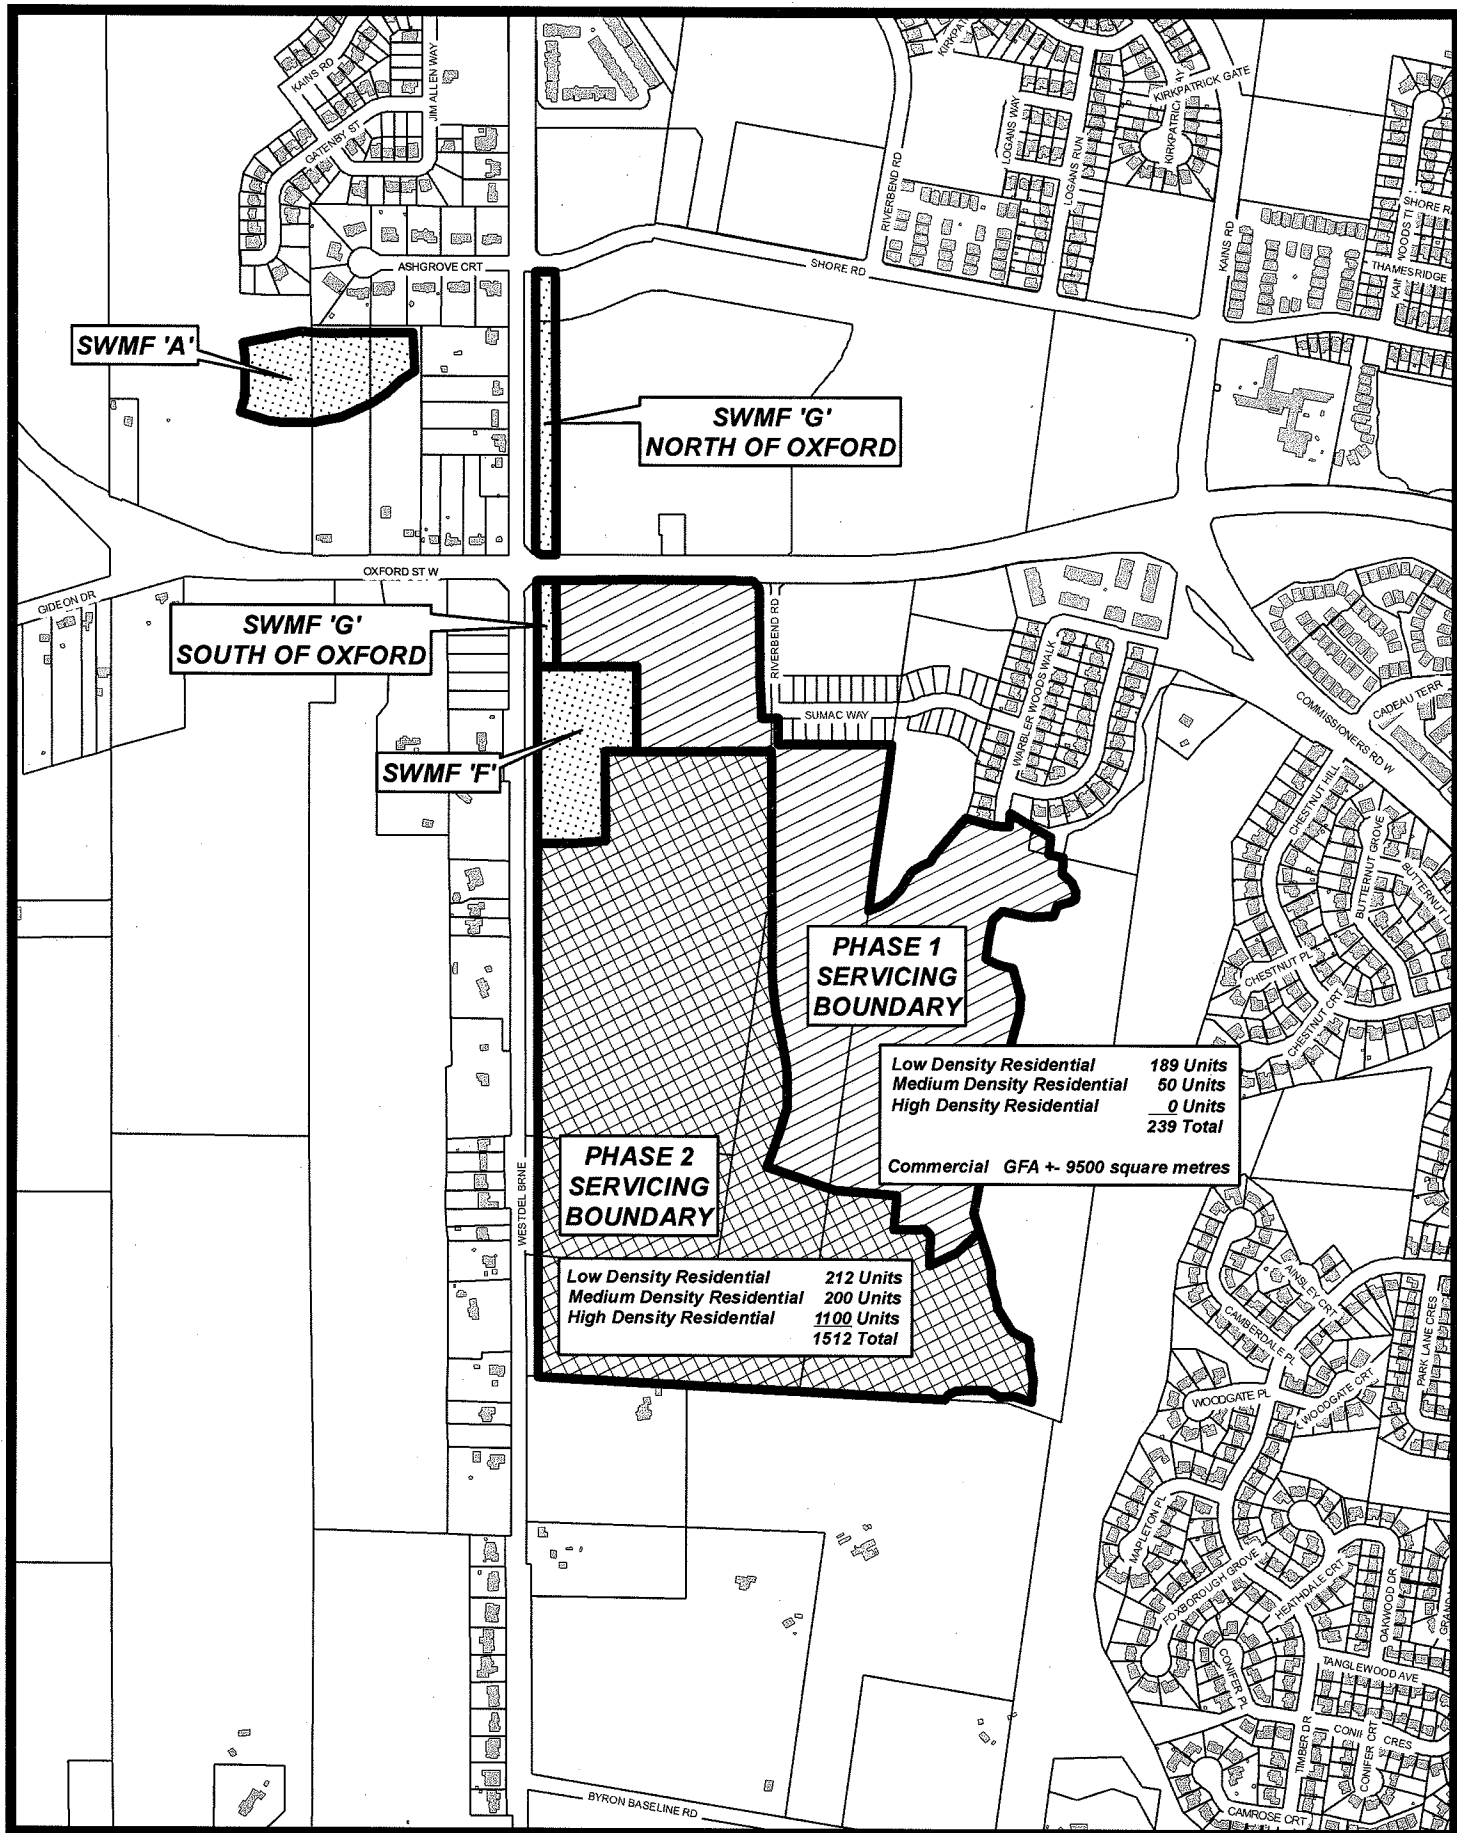 KAINS RD
JIM ALLEN WAY
GATENBY ST
ASHGROVE CRT
KIRKPATRICK GATE
LOGANS WAY
LOGANS RUN
RIVERBEND RD
SHORE RD
KAINS RD
THAMESRIDGE
SWMF 'A'
SWMF 'G'
NORTH OF OXFORD
OXFORD ST W
GIDEON DR
SWMF 'G'
SOUTH OF OXFORD
RIVERBEND RD
SUMAC WAY
WARBLER WOODS WALK
COMMISSIONERS RD W
CADEAU TERR
SWMF 'F'
CHESTNUT HILL
BUTTERNUT GROVE
CHESTNUT PL
CHESTNUT CRT
PHASE 1
SERVICING
BOUNDARY
Low Density Residential 189 Units
Medium Density Residential 50 Units
High Density Residential 0 Units
239 Total
Commercial GFA +- 9500 square metres
WESTDEL BRNE
PHASE 2
SERVICING
BOUNDARY
Low Density Residential 212 Units
Medium Density Residential 200 Units
High Density Residential 1100 Units
1512 Total
AINSLEY CRT
CAMBERDALE PL
PARK LANE CRES
WOODGATE PL
WOODGATE CRT
MAPLETON PL
FOXBOROUGH GROVE
HEATHDALE CRT
OAKWOOD DR
CONIFER PL
TANGLEWOOD AVE
TIMBER DR
CONIFER CRT
CRES
CAMROSE CRT
BYRON BASELINE RD